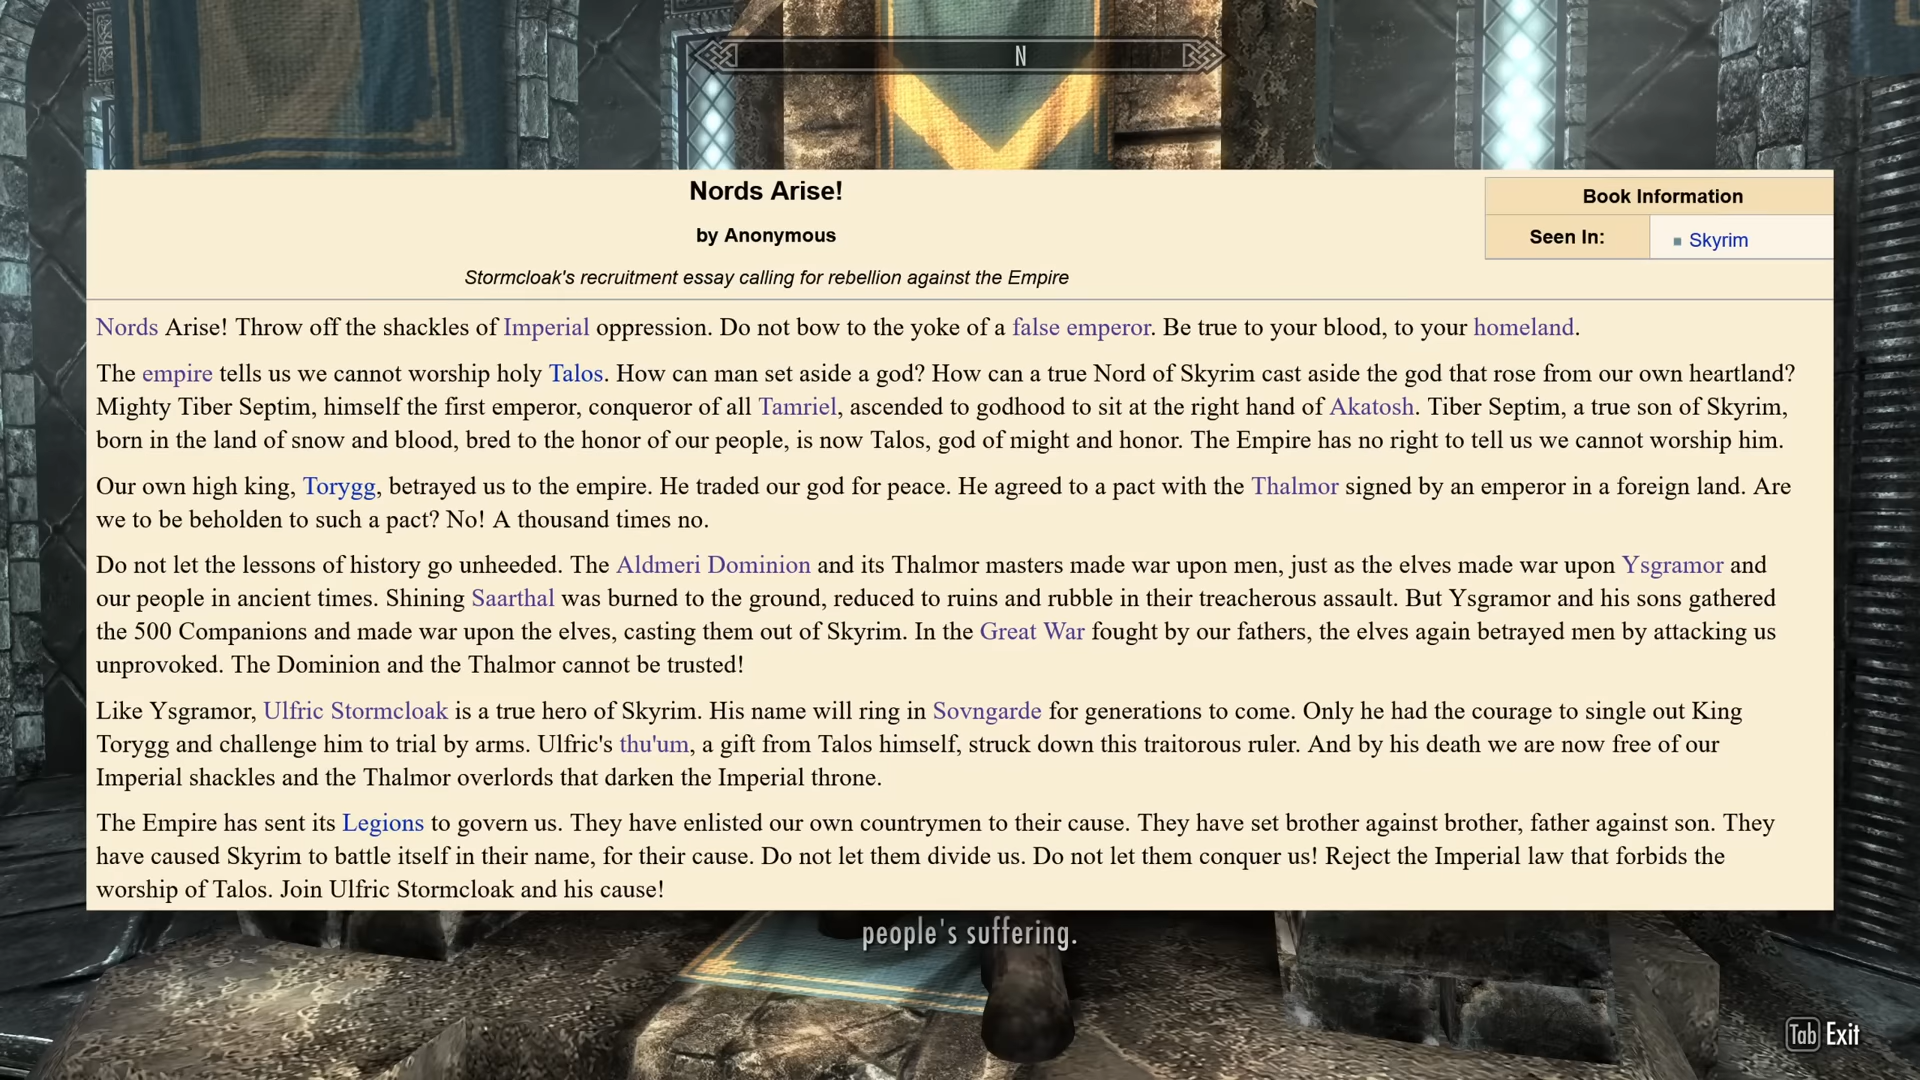 N
Nords Arise!
by Anonymous
Stormcloak's recruitment essay calling for rebellion against the Empire
Book Information
Seen In:
Skyrim
Nords Arise! Throw off the shackles of Imperial oppression. Do not bow to the yoke of a false emperor. Be true to your blood, to your homeland.
The empire tells us we cannot worship holy Talos. How can man set aside a god? How can a true Nord of Skyrim cast aside the god that rose from our own heartland?
Mighty Tiber Septim, himself the first emperor, conqueror of all Tamriel, ascended to godhood to sit at the right hand of Akatosh. Tiber Septim, a true son of Skyrim,
born in the land of snow and blood, bred to the honor of our people, is now Talos, god of might and honor. The Empire has no right to tell us we cannot worship him.
Our own high king, Torygg, betrayed us to the empire. He traded our god for peace. He agreed to a pact with the Thalmor signed by an emperor in a foreign land. Are
we to be beholden to such a pact? No! A thousand times no.
Do not let the lessons of history go unheeded. The Aldmeri Dominion and its Thalmor masters made war upon men, just as the elves made war upon Ysgramor and
our people in ancient times. Shining Saarthal was burned to the ground, reduced to ruins and rubble in their treacherous assault. But Ysgramor and his sons gathered
the 500 Companions and made war upon the elves, casting them out of Skyrim. In the Great War fought by our fathers, the elves again betrayed men by attacking us
unprovoked. The Dominion and the Thalmor cannot be trusted!
Like Ysgramor, Ulfric Stormcloak is a true hero of Skyrim. His name will ring in Sovngarde for generations to come. Only he had the courage to single out King
Torygg and challenge him to trial by arms. Ulfric's thu'um, a gift from Talos himself, struck down this traitorous ruler. And by his death we are now free of our
Imperial shackles and the Thalmor overlords that darken the Imperial throne.
The Empire has sent its Legions to govern us. They have enlisted our own countrymen to their cause. They have set brother against brother, father against son. They
have caused Skyrim to battle itself in their name, for their cause. Do not let them divide us. Do not let them conquer us! Reject the Imperial law that forbids the
worship of Talos. Join Ulfric Stormcloak and his cause!
people's suffering.
Tab Exit